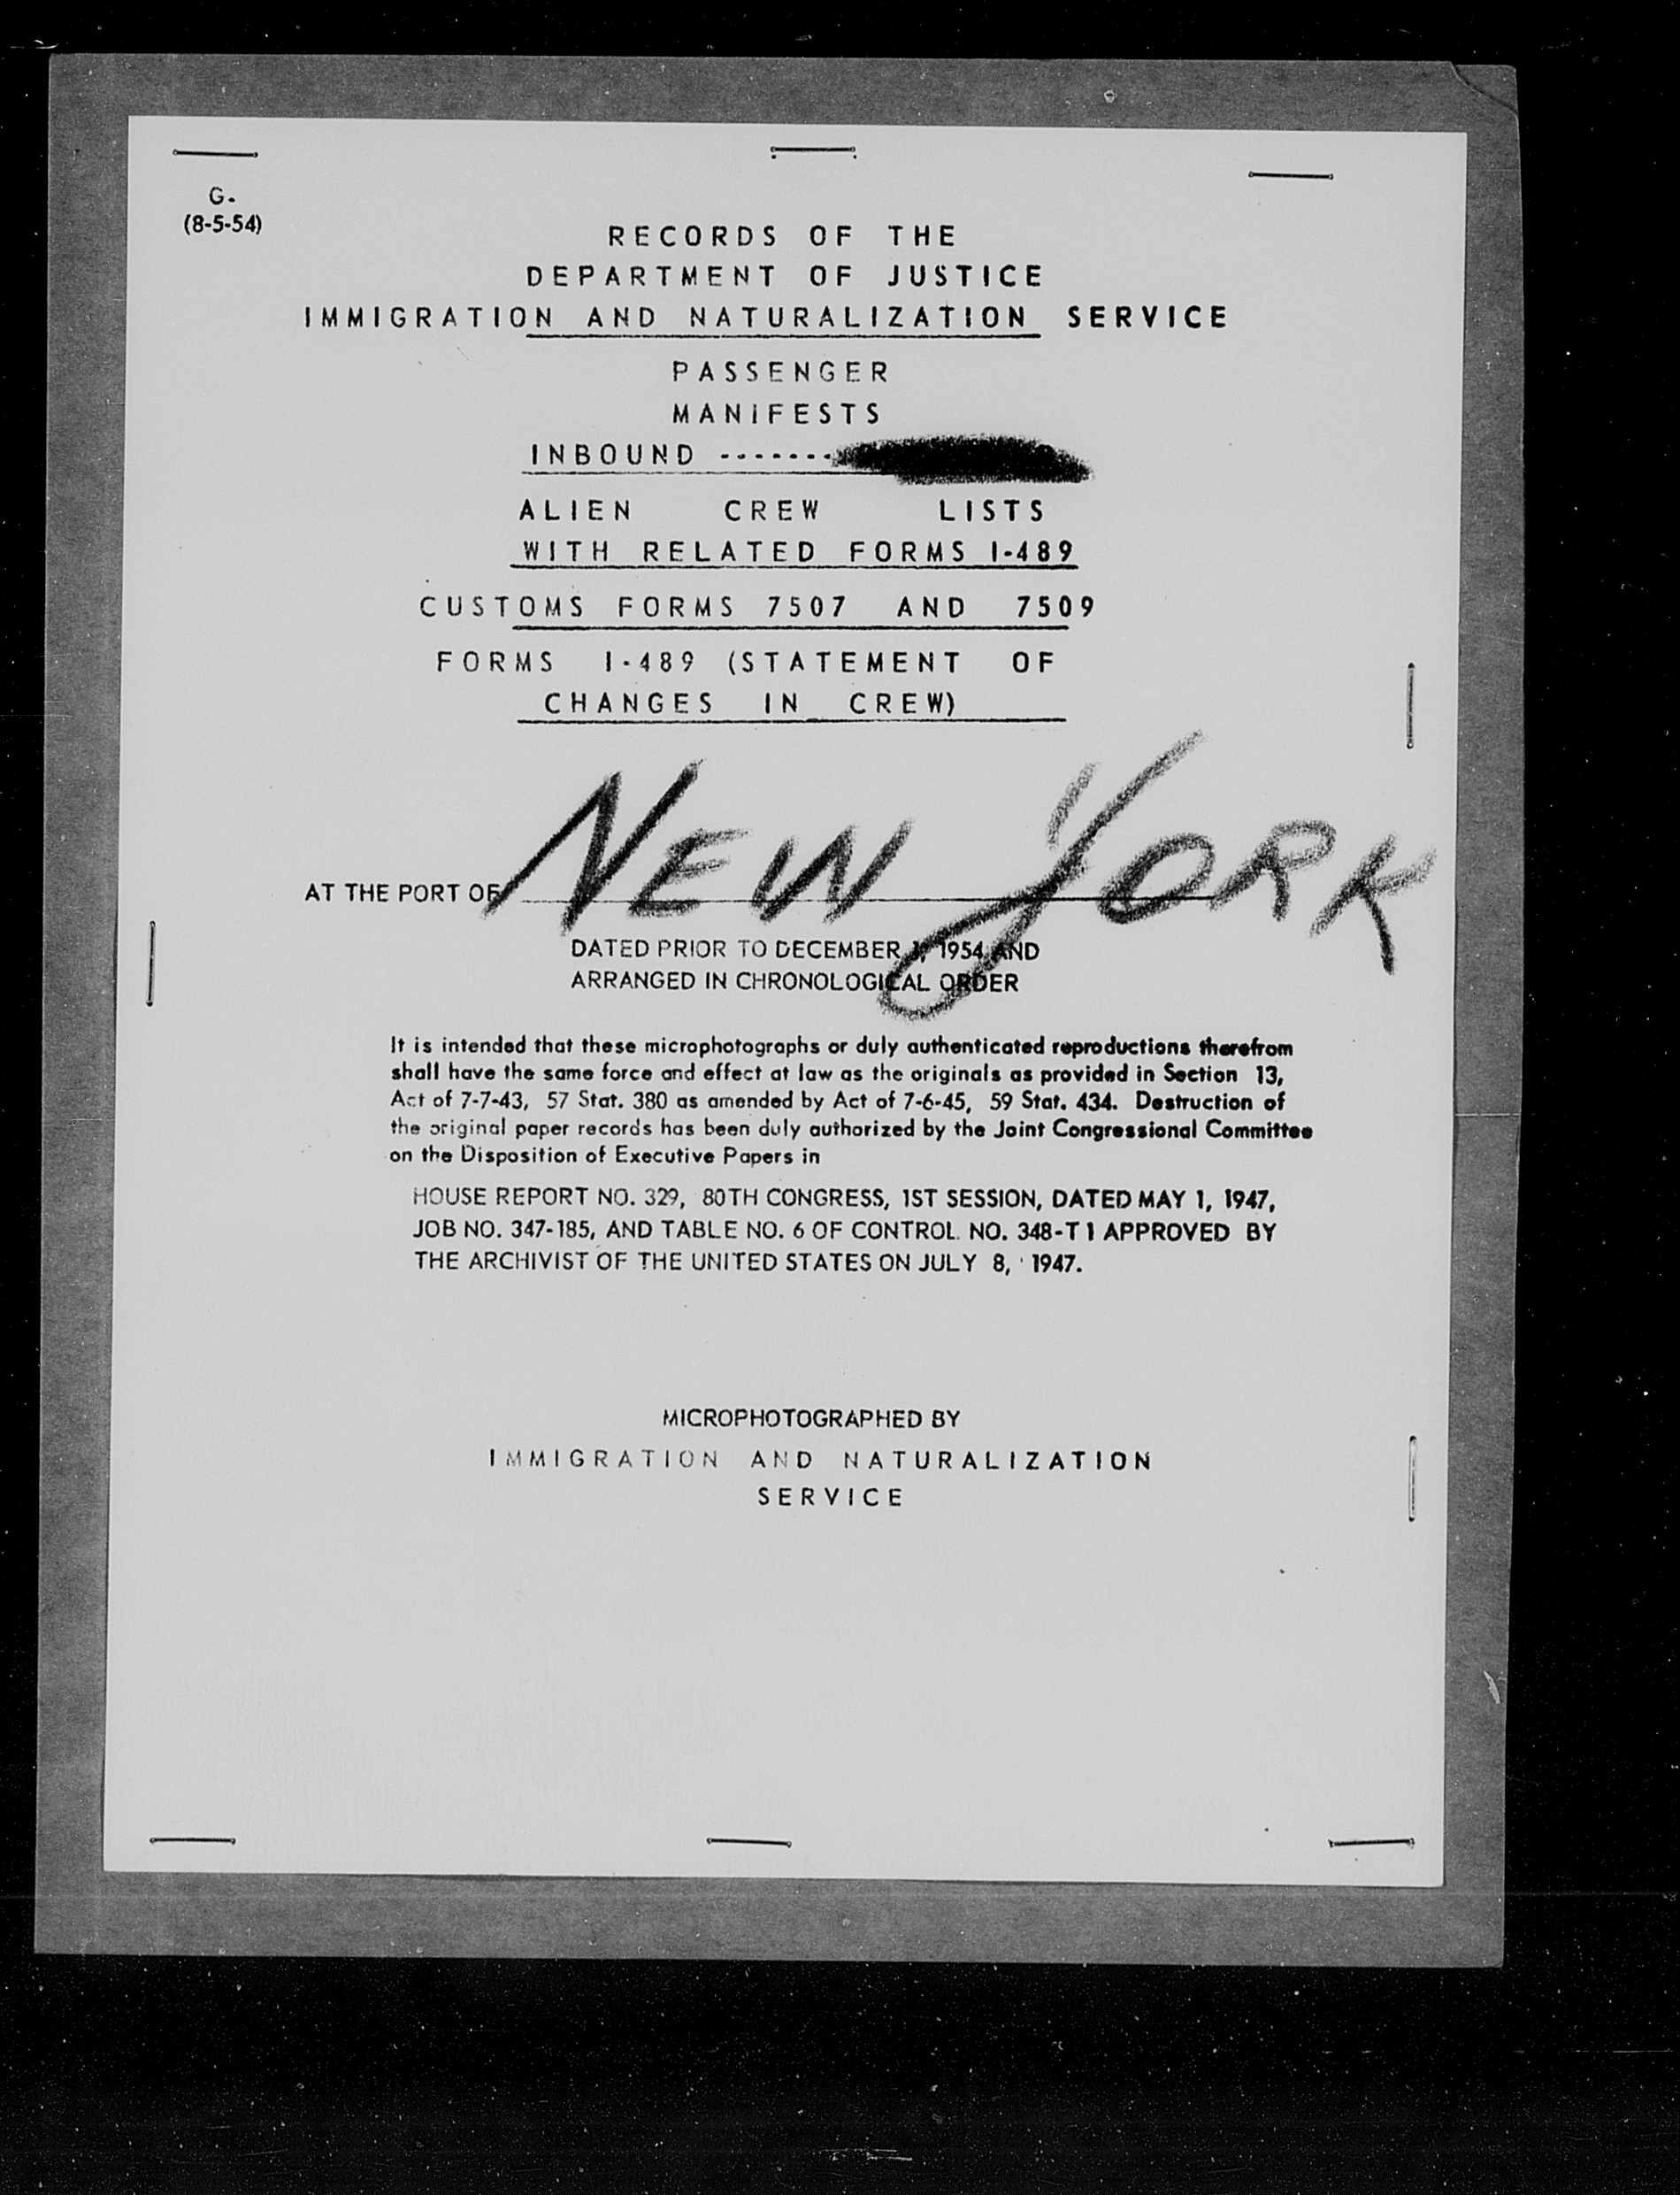 G-
(8-5-54)
RECORDS OF THE
DEPARTMENT OF JUSTICE
IMMIGRATION AND NATURALIZATION SERVICE
PASSENGER
MANIFESTS
INBOUND -------
ALIEN CREW LISTS
WITH RELATED FORMS I-489
CUSTOMS FORMS 7507 AND 7509
FORMS I-489 (STATEMENT OF
CHANGES IN CREW)
AT THE PORT OF NEW YORK
DATED PRIOR TO DECEMBER 1, 1954 AND
ARRANGED IN CHRONOLOGICAL ORDER
It is intended that these microphotographs or duly authenticated reproductions therefrom
shall have the same force and effect at law as the originals as provided in Section 13,
Act of 7-7-43, 57 Stat. 380 as amended by Act of 7-6-45, 59 Stat. 434. Destruction of
the original paper records has been duly authorized by the Joint Congressional Committee
on the Disposition of Executive Papers in
HOUSE REPORT NO. 329, 80TH CONGRESS, 1ST SESSION, DATED MAY 1, 1947,
JOB NO. 347-185, AND TABLE NO. 6 OF CONTROL NO. 348-T1 APPROVED BY
THE ARCHIVIST OF THE UNITED STATES ON JULY 8, 1947.
MICROPHOTOGRAPHED BY
IMMIGRATION AND NATURALIZATION
SERVICE